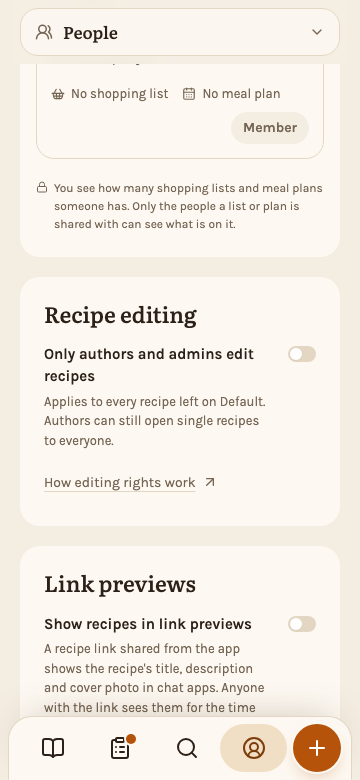 People
No shopping list
No meal plan
Member
You see how many shopping lists and meal plans
someone has. Only the people a list or plan is
shared with can see what is on it.
Recipe editing
Only authors and admins edit
recipes
Applies to every recipe left on Default.
Authors can still open single recipes
to everyone.
How editing rights work
Link previews
Show recipes in link previews
A recipe link shared from the app
shows the recipe's title, description
and cover photo in chat apps. Anyone
with the link sees them for the time